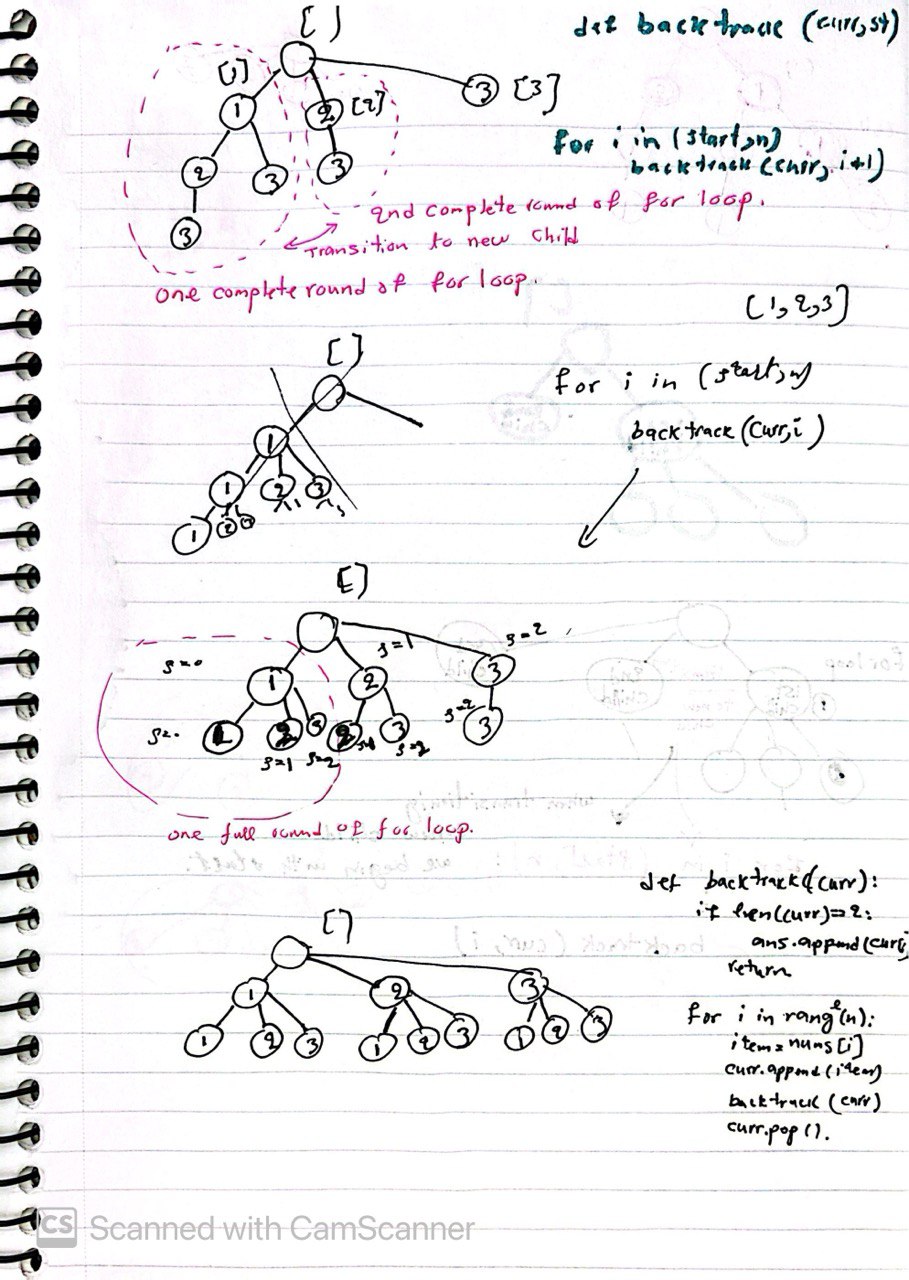 [ ]
def backtrack (curr, st)
[1]
1
2
[2]
3
[3]
2
3
3
3
for i in (start, n)
backtrack (curr, i+1)
2nd complete round of for loop.
Transition to new child
One complete round of for loop.
[1, 2, 3]
[ ]
for i in (start, n)
backtrack (curr, i)
1
1
2
3
1
2
[ ]
s=0
1
s=1
2
s=2
3
1
2
3
s=1
s=2
2
3
s=2
s=2
3
one full round of for loop.
def backtrack (curr):
if len(curr)==2:
ans.append(curr
return
[ ]
1
2
3
1
2
3
1
2
3
1
2
3
for i in range(n):
item = nums[i]
curr.append(item)
backtrack (curr)
curr.pop().
CS Scanned with CamScanner